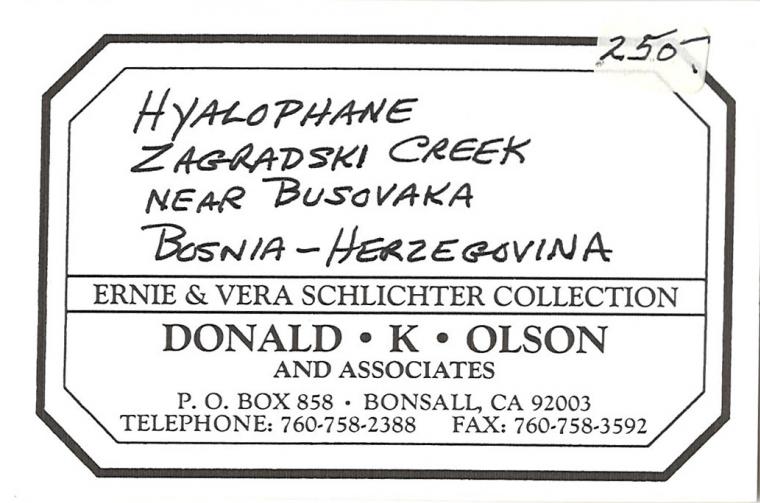 250.-
HYALOPHANE
ZAGRADSKI CREEK
NEAR BUSOVAKA
BOSNIA-HERZEGOVINA
ERNIE & VERA SCHLICHTER COLLECTION
DONALD • K • OLSON
AND ASSOCIATES
P. O. BOX 858 • BONSALL, CA 92003
TELEPHONE: 760-758-2388 FAX: 760-758-3592